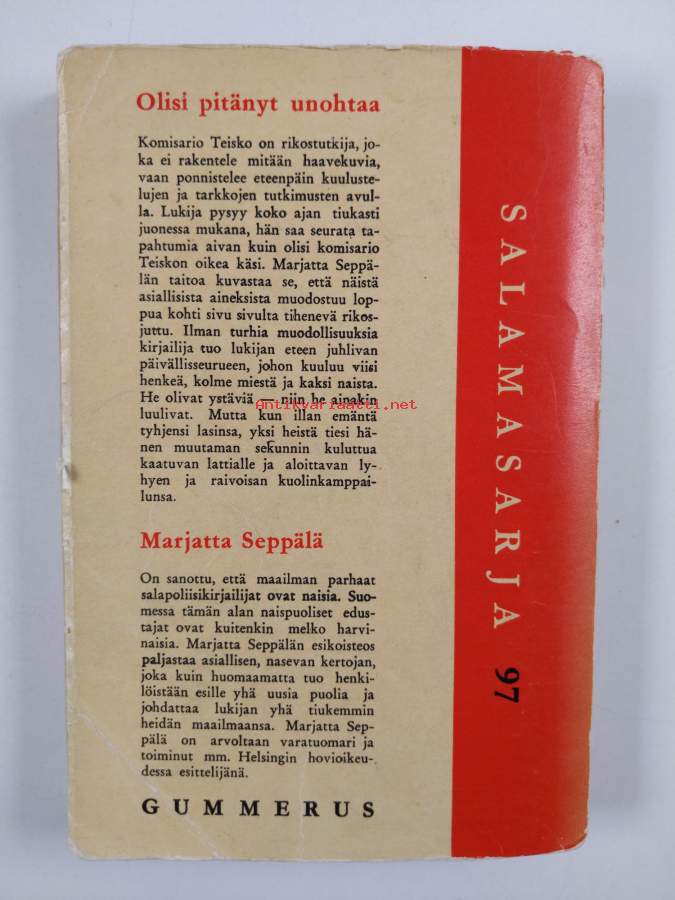 Olisi pitänyt unohtaa
Komisario Teisko on rikostutkija, jo-
ka ei rakentele mitään haavekuvia,
vaan ponnistelee eteenpäin kuuluste-
lujen ja tarkkojen tutkimusten avul-
la. Lukija pysyy koko ajan tiukasti
juonessa mukana, hän saa seurata ta-
pahtumia aivan kuin olisi komisario
Teiskon oikea käsi. Marjatta Seppä-
län taitoa kuvastaa se, että näistä
asiallisista aineksista muodostuu lop-
pua kohti sivu sivulta tihenevä rikos-
juttu. Ilman turhia muodollisuuksia
kirjailija tuo lukijan eteen juhlivan
päivällisseurueen, johon kuuluu viisi
henkeä, kolme miestä ja kaksi naista.
He olivat ystäviä — niin he ainakin
luulivat. Mutta kun illan emäntä
tyhjensi lasinsa, yksi heistä tiesi hä-
nen muutaman sekunnin kuluttua
kaatuvan lattialle ja aloittavan ly-
hyen ja raivoisan kuolinkamppai-
lunsa.
Marjatta Seppälä
On sanottu, että maailman parhaat
salapoliisikirjailijat ovat naisia. Suo-
messa tämän alan naispuoliset edus-
tajat ovat kuitenkin melko harvi-
naisia. Marjatta Seppälän esikoisteos
paljastaa asiallisen, nasevan kertojan,
joka kuin huomaamatta tuo henki-
löistään esille yhä uusia puolia ja
johdattaa lukijan yhä tiukemmin
heidän maailmaansa. Marjatta Sep-
pälä on arvoltaan varatuomari ja
toiminut mm. Helsingin hovioikeu-
dessa esittelijänä.
GUMMERUS
SALAMASARJA 97
Antikvariaatti.net